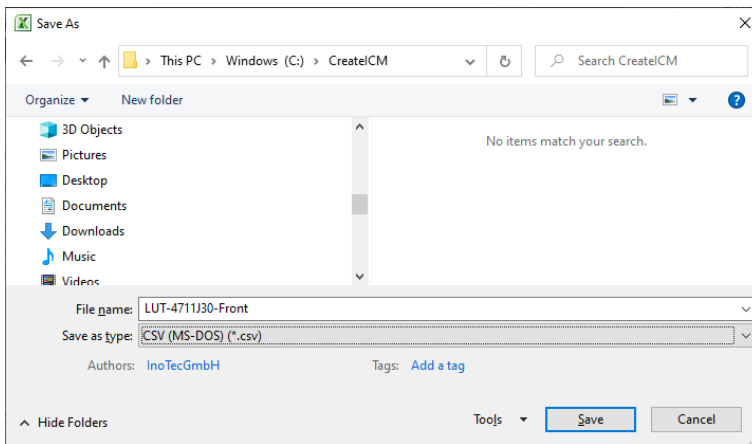 Save As
This PC > Windows (C:) > CreateICM
Search CreateICM
Organize
New folder
?
3D Objects
Pictures
Desktop
Documents
Downloads
Music
Videos
No items match your search.
File name: LUT-4711J30-Front
Save as type: CSV (MS-DOS) (*.csv)
Authors: InoTecGmbH Tags: Add a tag
Hide Folders
Tools
Save
Cancel